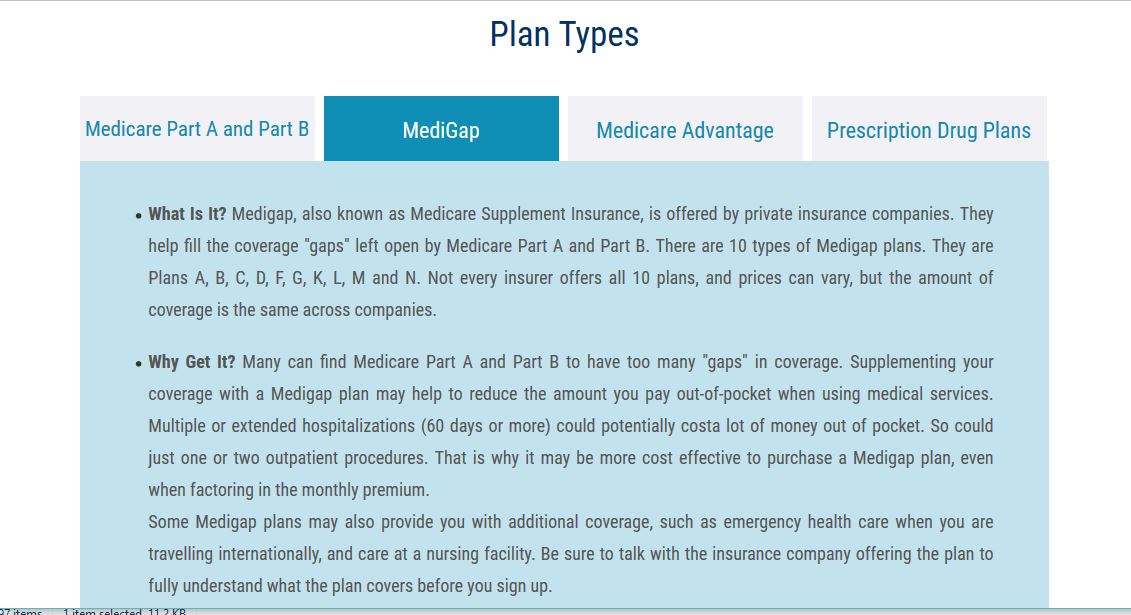 Plan Types
Medicare Part A and Part B
MediGap
Medicare Advantage
Prescription Drug Plans
• What Is It? Medigap, also known as Medicare Supplement Insurance, is offered by private insurance companies. They
help fill the coverage "gaps" left open by Medicare Part A and Part B. There are 10 types of Medigap plans. They are
Plans A, B, C, D, F, G, K, L, M and N. Not every insurer offers all 10 plans, and prices can vary, but the amount of
coverage is the same across companies.
• Why Get It? Many can find Medicare Part A and Part B to have too many "gaps" in coverage. Supplementing your
coverage with a Medigap plan may help to reduce the amount you pay out-of-pocket when using medical services.
Multiple or extended hospitalizations (60 days or more) could potentially costa lot of money out of pocket. So could
just one or two outpatient procedures. That is why it may be more cost effective to purchase a Medigap plan, even
when factoring in the monthly premium.
Some Medigap plans may also provide you with additional coverage, such as emergency health care when you are
travelling internationally, and care at a nursing facility. Be sure to talk with the insurance company offering the plan to
fully understand what the plan covers before you sign up.
97 items 1 item selected 11.2 KB